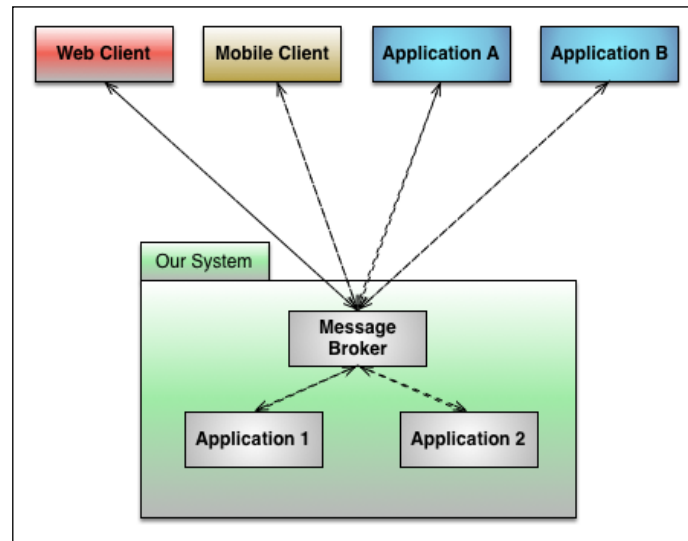 Web Client
Mobile Client
Application A
Application B
Our System
Message
Broker
Application 1
Application 2